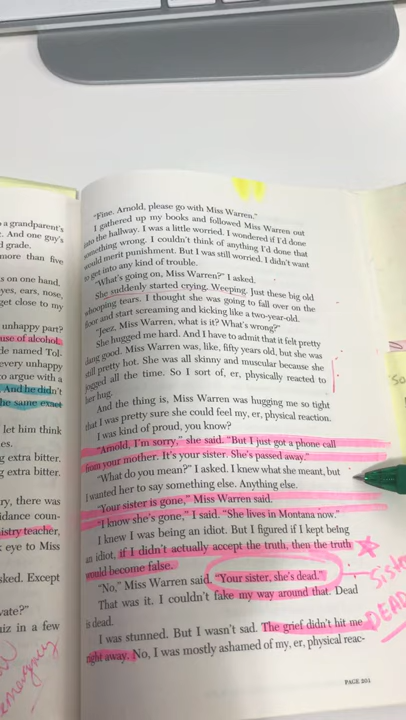 a grandparent's
. And one guy's
d grade.
more than five
s on one hand,
eyes, ears, nose,
get close to my
unhappy part?
use of alcohol.
de named Tol-
every unhappy
o argue with a
And he didn't
he same exact
let him think
es.
g extra bitter.
g extra bitter.
ry, there was
idance coun-
istry teacher,
eye to Miss
sked. Except
vate?"
niz in a few
emergency
"Fine. Arnold, please go with Miss Warren."
I gathered up my books and followed Miss Warren out
into the hallway. I was a little worried. I wondered if I'd done
something wrong. I couldn't think of anything I'd done that
would merit punishment. But I was still worried. I didn't want
to get into any kind of trouble.
"What's going on, Miss Warren?" I asked.
She suddenly started crying. Weeping. Just these big old
whooping tears. I thought she was going to fall over on the
floor and start screaming and kicking like a two-year-old.
"Jeez, Miss Warren, what is it? What's wrong?"
She hugged me hard. And I have to admit that it felt pretty
dang good. Miss Warren was, like, fifty years old, but she was
still pretty hot. She was all skinny and muscular because she
jogged all the time. So I sort of, er, physically reacted to
her hug.
And the thing is, Miss Warren was hugging me so tight
that I was pretty sure she could feel my, er, physical reaction.
I was kind of proud, you know?
"Arnold, I'm sorry," she said. "But I just got a phone call
from your mother. It's your sister. She's passed away."
"What do you mean?" I asked. I knew what she meant, but
I wanted her to say something else. Anything else.
"Your sister is gone," Miss Warren said.
"I know she's gone," I said. "She lives in Montana now."
I knew I was being an idiot. But I figured if I kept being
an idiot, if I didn't actually accept the truth, then the truth
would become false.
"No," Miss Warren said. "Your sister, she's dead."
That was it. I couldn't fake my way around that. Dead
is dead.
I was stunned. But I wasn't sad. The grief didn't hit me
right away. No, I was mostly ashamed of my, er, physical reac-
PAGE 201
Sister
DEAD
So